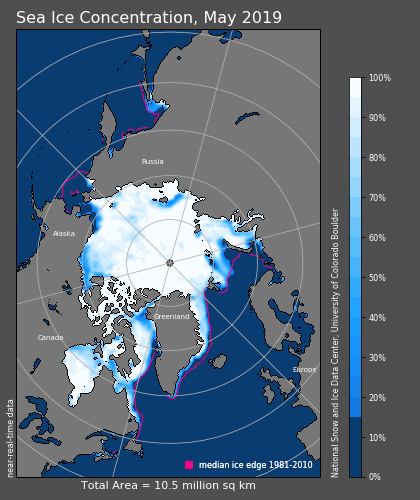 Sea Ice Concentration, May 2019
Russia
Alaska
Greenland
Canada
Europe
near-real-time data
median ice edge 1981-2010
Total Area = 10.5 million sq km
National Snow and Ice Data Center, University of Colorado Boulder
100%
90%
80%
70%
60%
50%
40%
30%
20%
10%
0%